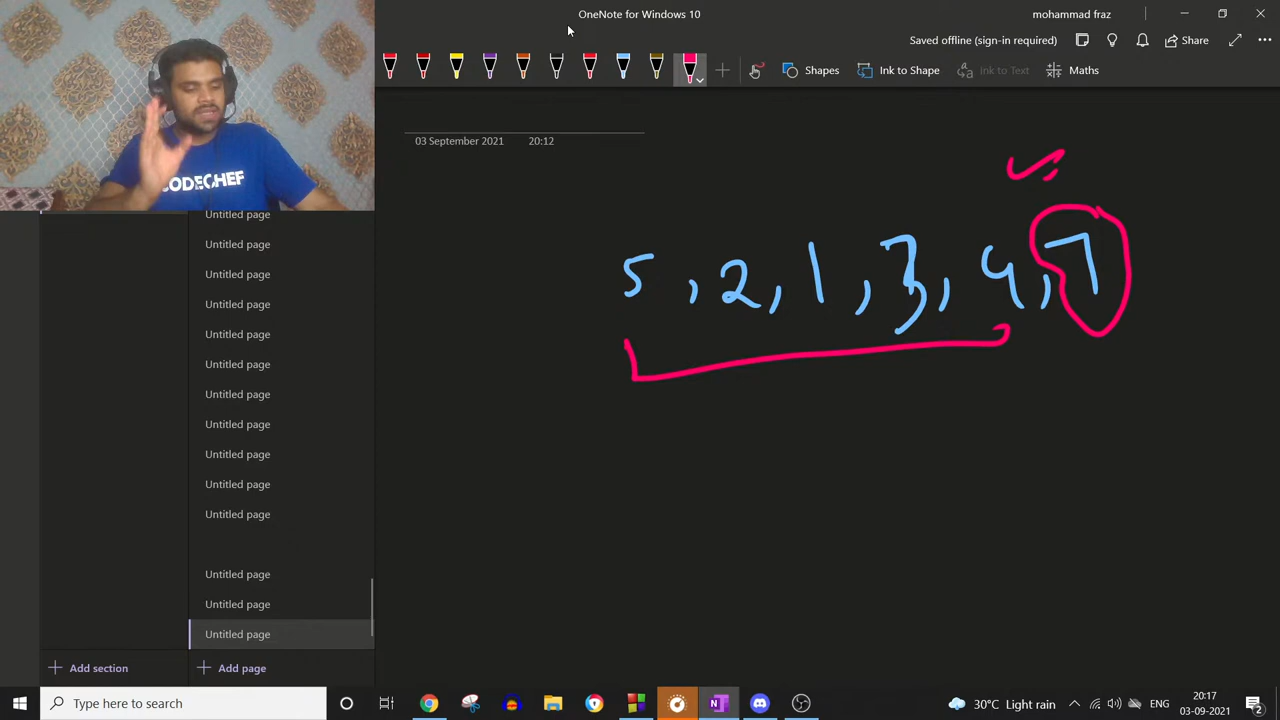 OneNote for Windows 10
mohammad fraz
Saved offline (sign-in required)
Share
Shapes
Ink to Shape
Ink to Text
Maths
03 September 2021 20:12
CODECHEF
5, 2, 1, 3, 4, 7
Untitled page
Untitled page
Untitled page
Untitled page
Untitled page
Untitled page
Untitled page
Untitled page
Untitled page
Untitled page
Untitled page
Untitled page
Untitled page
Untitled page
Add section
Add page
Type here to search
30°C Light rain
ENG
20:17
03-09-2021
2